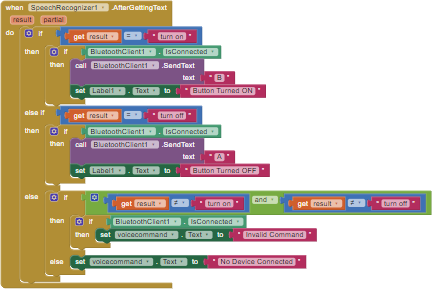 when SpeechRecognizer1 .AfterGettingText
result partial
do if get result = " turn on "
then if BluetoothClient1 . IsConnected
then call BluetoothClient1 .SendText
text " B "
set Label1 . Text to " Button Turned ON "
else if get result = " turn off "
then if BluetoothClient1 . IsConnected
then call BluetoothClient1 .SendText
text " A "
set Label1 . Text to " Button Turned OFF "
else if get result ≠ " turn on " and get result ≠ " turn off "
then if BluetoothClient1 . IsConnected
then set voicecommand . Text to " Invalid Command "
else set voicecommand . Text to " No Device Connected "